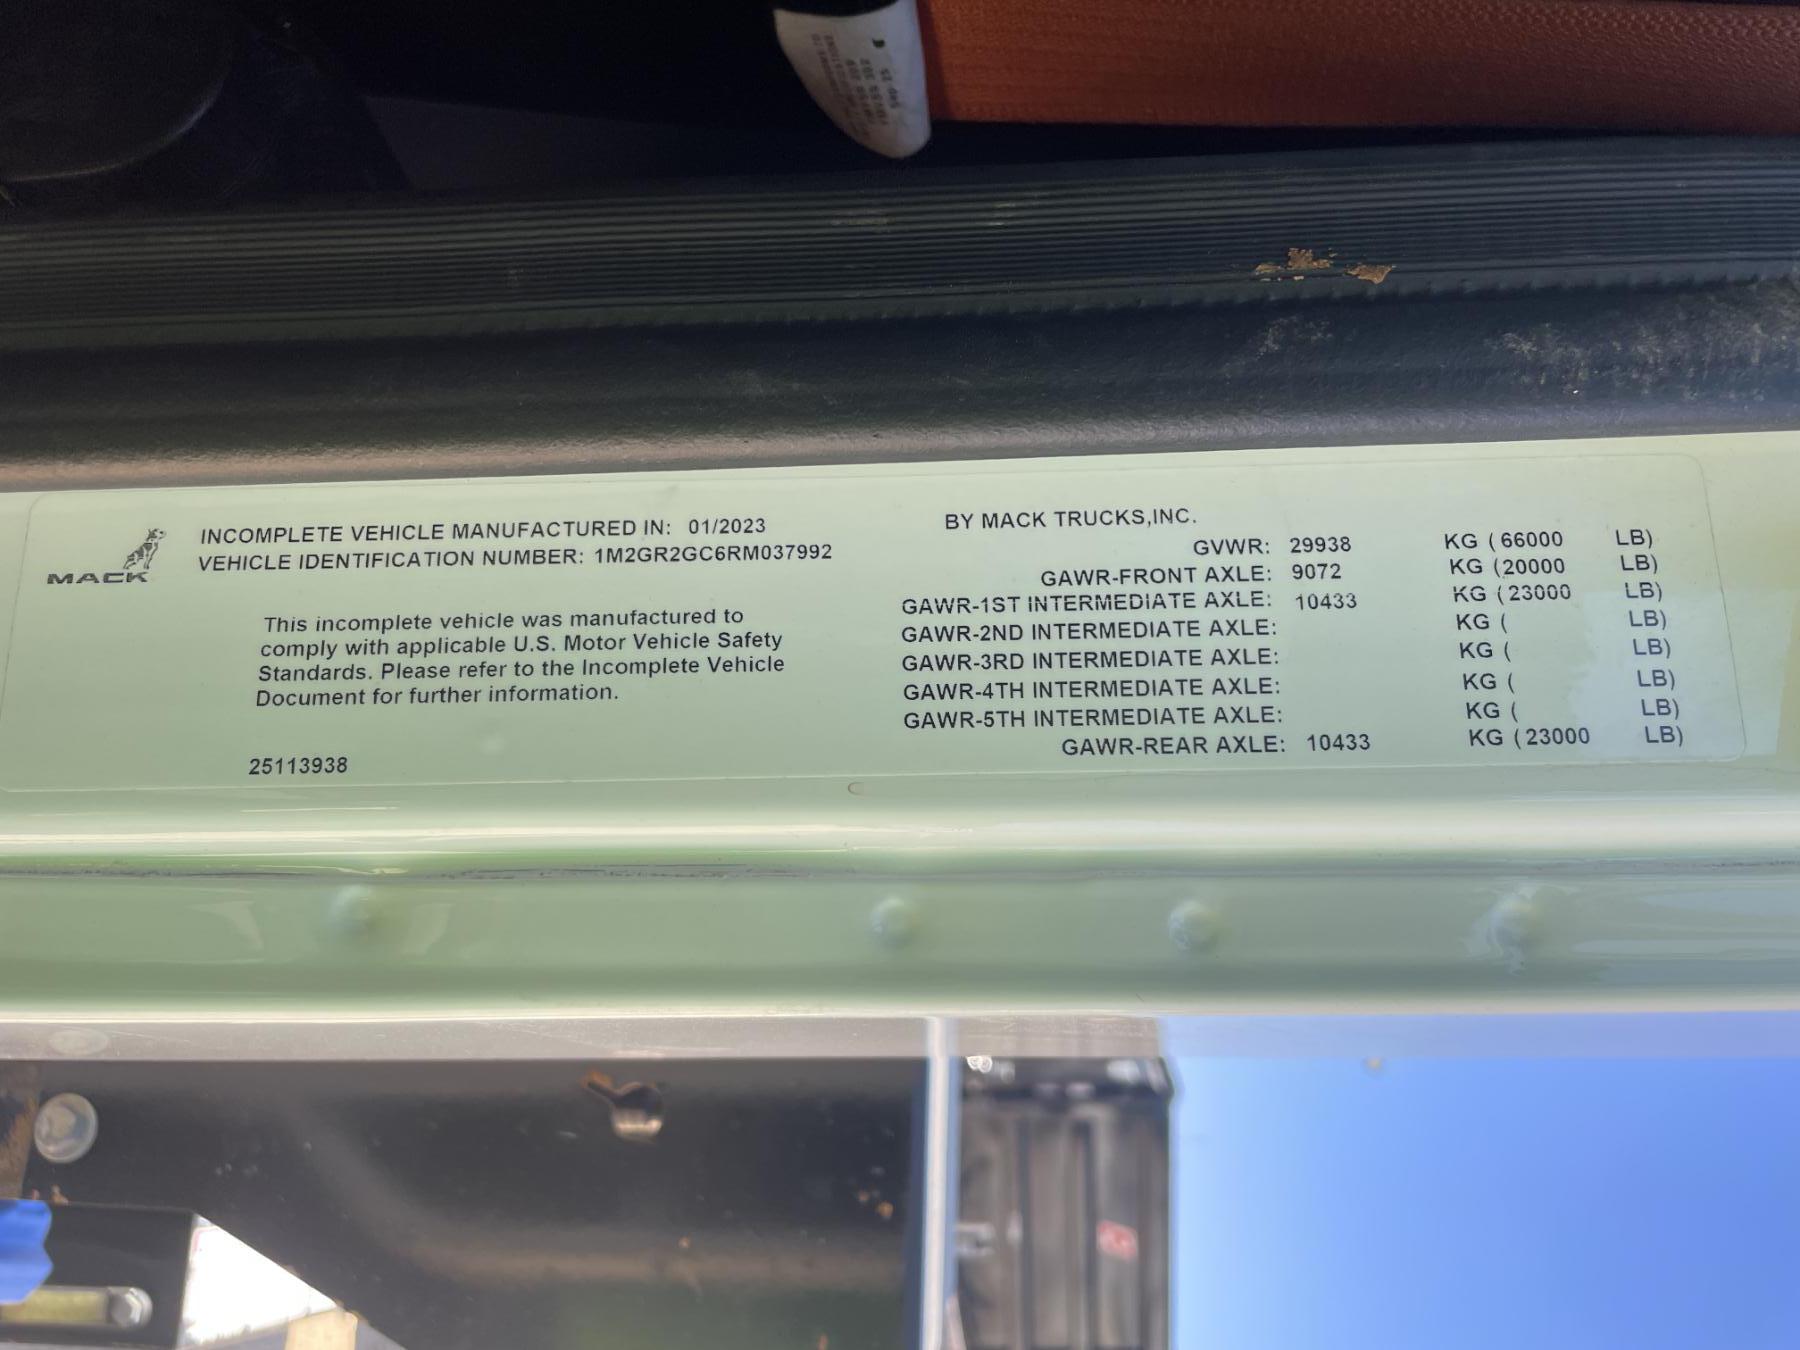 MACK
INCOMPLETE VEHICLE MANUFACTURED IN: 01/2023
VEHICLE IDENTIFICATION NUMBER: 1M2GR2GC6RM037992
This incomplete vehicle was manufactured to
comply with applicable U.S. Motor Vehicle Safety
Standards. Please refer to the Incomplete Vehicle
Document for further information.
25113938
BY MACK TRUCKS,INC.
GVWR: 29938 KG (66000 LB)
GAWR-FRONT AXLE: 9072 KG (20000 LB)
GAWR-1ST INTERMEDIATE AXLE: 10433 KG (23000 LB)
GAWR-2ND INTERMEDIATE AXLE: KG ( LB)
GAWR-3RD INTERMEDIATE AXLE: KG ( LB)
GAWR-4TH INTERMEDIATE AXLE: KG ( LB)
GAWR-5TH INTERMEDIATE AXLE: KG ( LB)
GAWR-REAR AXLE: 10433 KG (23000 LB)